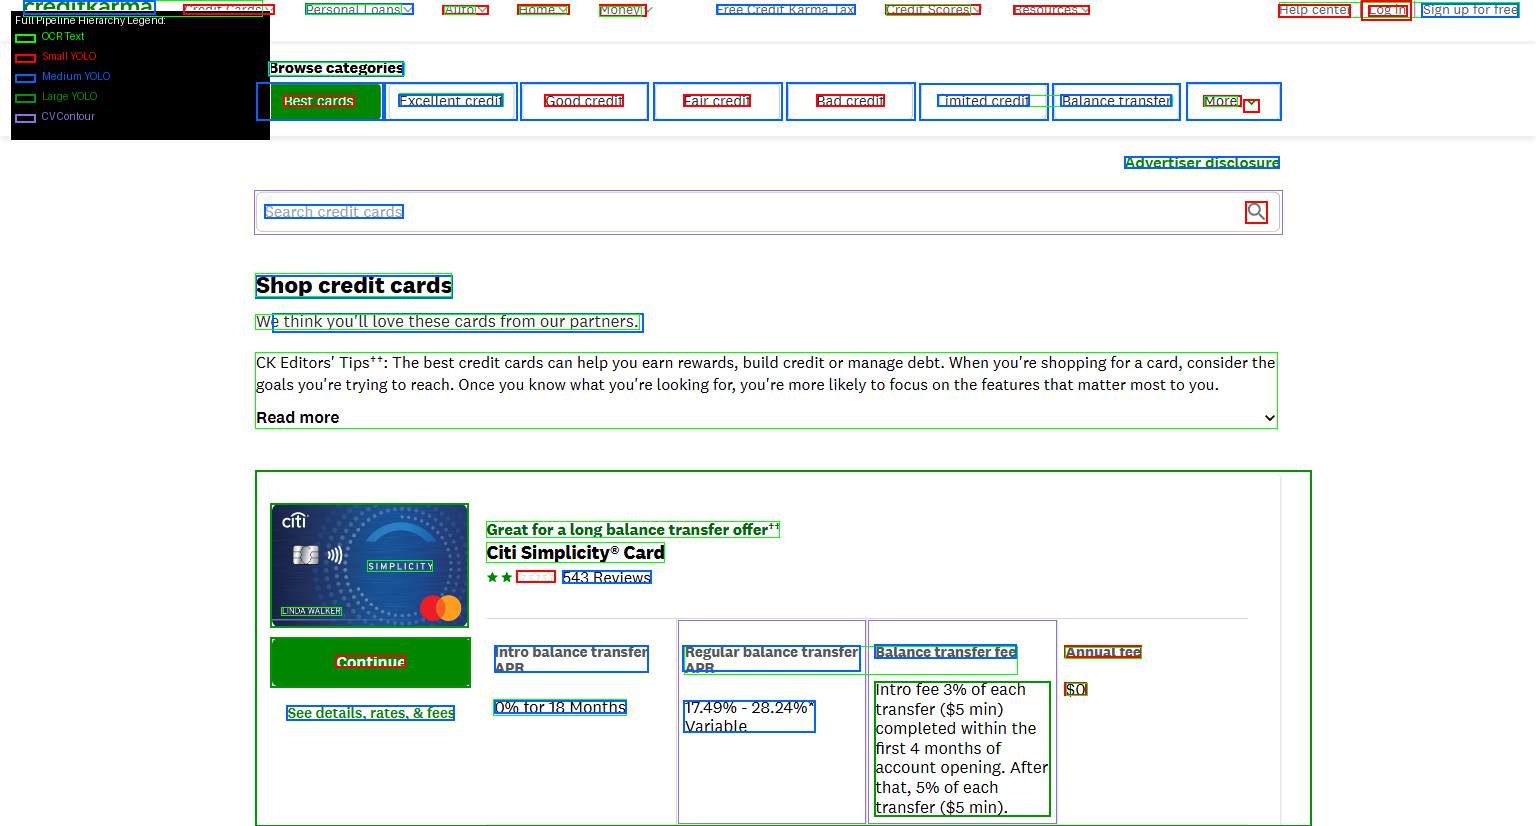 creditkarma
Credit Cards
Personal Loans
Auto
Home
Money
Free Credit Karma Tax
Credit Scores
Resources
Help center
Log in
Sign up for free
Full Pipeline Hierarchy Legend:
OCR Text
Small YOLO
Medium YOLO
Large YOLO
CV Contour
Browse categories
Best cards
Excellent credit
Good credit
Fair credit
Bad credit
Limited credit
Balance transfer
More
Advertiser disclosure
Search credit cards
Shop credit cards
We think you'll love these cards from our partners.
CK Editors' Tips††: The best credit cards can help you earn rewards, build credit or manage debt. When you're shopping for a card, consider the
goals you're trying to reach. Once you know what you're looking for, you're more likely to focus on the features that matter most to you.
Read more
citi
SIMPLICITY
LINDA WALKER
Continue
See details, rates, & fees
Great for a long balance transfer offer††
Citi Simplicity® Card
543 Reviews
Intro balance transfer
APR
0% for 18 Months
Regular balance transfer
APR
17.49% - 28.24%*
Variable
Balance transfer fee
Intro fee 3% of each
transfer ($5 min)
completed within the
first 4 months of
account opening. After
that, 5% of each
transfer ($5 min).
Annual fee
$0